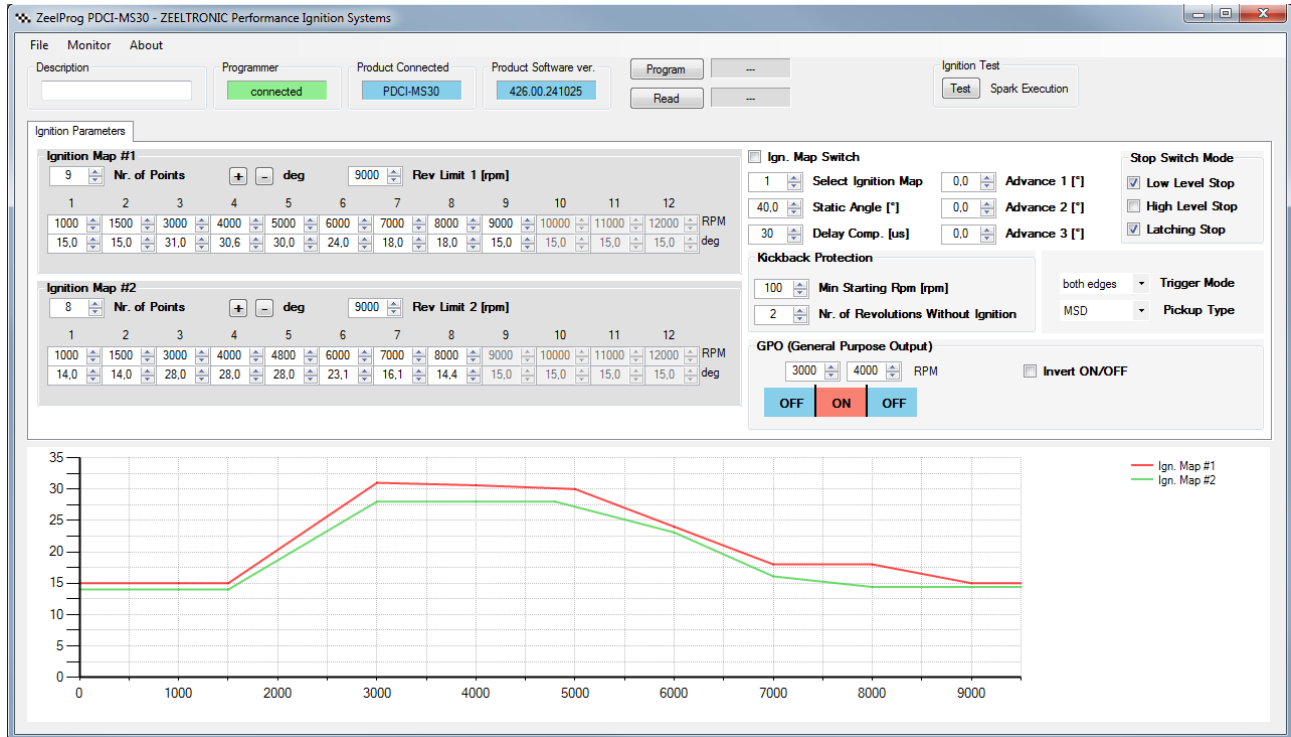 ZeelProg PDCI-MS30 - ZEELTRONIC Performance Ignition Systems
File Monitor About
Description
Programmer
connected
Product Connected
PDCI-MS30
Product Software ver.
426.00.241025
Program ---
Read ---
Ignition Test
Test Spark Execution
Ignition Parameters
Ignition Map #1
9 Nr. of Points + - deg 9000 Rev Limit 1 [rpm]
1 2 3 4 5 6 7 8 9 10 11 12
1000 1500 3000 4000 5000 6000 7000 8000 9000 10000 11000 12000 RPM
15,0 15,0 31,0 30,6 30,0 24,0 18,0 18,0 15,0 15,0 15,0 15,0 deg
Ignition Map #2
8 Nr. of Points + - deg 9000 Rev Limit 2 [rpm]
1 2 3 4 5 6 7 8 9 10 11 12
1000 1500 3000 4000 4800 6000 7000 8000 9000 10000 11000 12000 RPM
14,0 14,0 28,0 28,0 28,0 23,1 16,1 14,4 15,0 15,0 15,0 15,0 deg
Ign. Map Switch
1 Select Ignition Map 0,0 Advance 1 [°]
40,0 Static Angle [°] 0,0 Advance 2 [°]
30 Delay Comp. [us] 0,0 Advance 3 [°]
Stop Switch Mode
Low Level Stop
High Level Stop
Latching Stop
Kickback Protection
100 Min Starting Rpm [rpm]
2 Nr. of Revolutions Without Ignition
both edges Trigger Mode
MSD Pickup Type
GPO (General Purpose Output)
3000 4000 RPM Invert ON/OFF
OFF ON OFF
35
30
25
20
15
10
5
0
0 1000 2000 3000 4000 5000 6000 7000 8000 9000
Ign. Map #1
Ign. Map #2